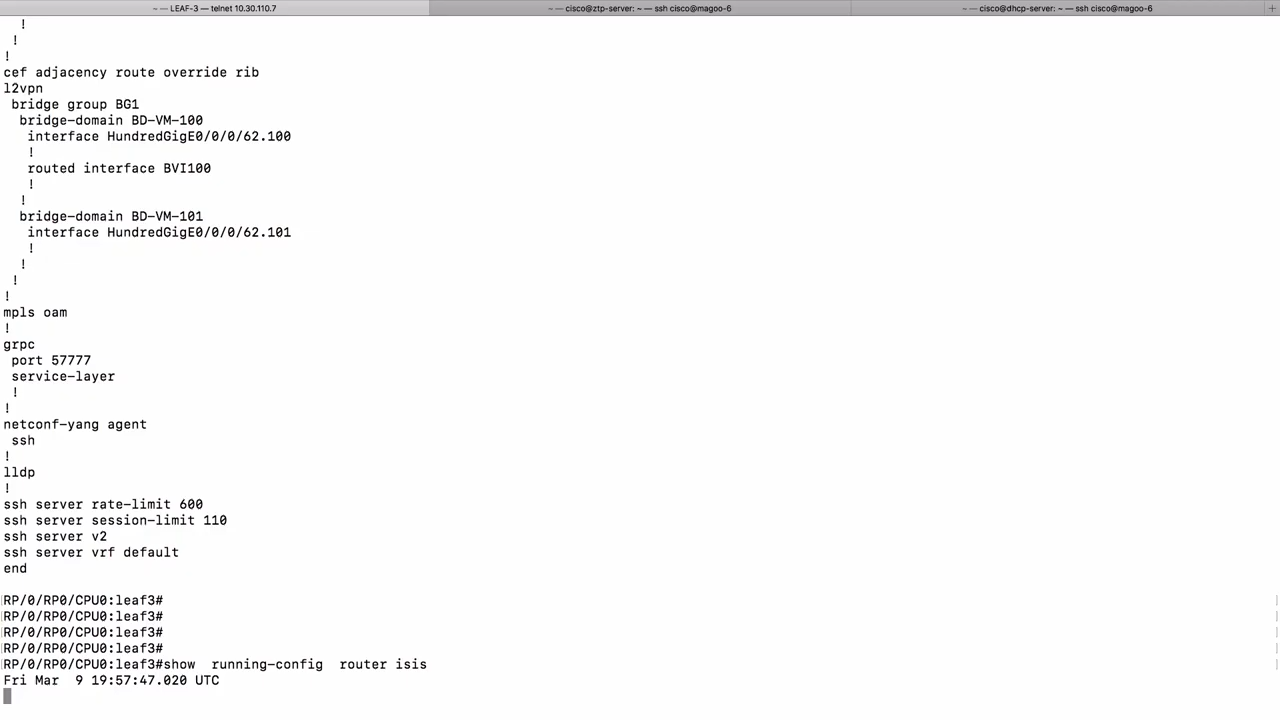 ~ — LEAF-3 — telnet 10.30.110.7
~ — cisco@ztp-server: ~ — ssh cisco@magoo-6
~ — cisco@dhcp-server: ~ — ssh cisco@magoo-6
+
!
!
!
cef adjacency route override rib
l2vpn
bridge group BG1
bridge-domain BD-VM-100
interface HundredGigE0/0/0/62.100
!
routed interface BVI100
!
!
bridge-domain BD-VM-101
interface HundredGigE0/0/0/62.101
!
!
!
!
mpls oam
!
grpc
port 57777
service-layer
!
!
netconf-yang agent
ssh
!
lldp
!
ssh server rate-limit 600
ssh server session-limit 110
ssh server v2
ssh server vrf default
end
RP/0/RP0/CPU0:leaf3#
RP/0/RP0/CPU0:leaf3#
RP/0/RP0/CPU0:leaf3#
RP/0/RP0/CPU0:leaf3#
RP/0/RP0/CPU0:leaf3#show  running-config  router isis
Fri Mar  9 19:57:47.020 UTC